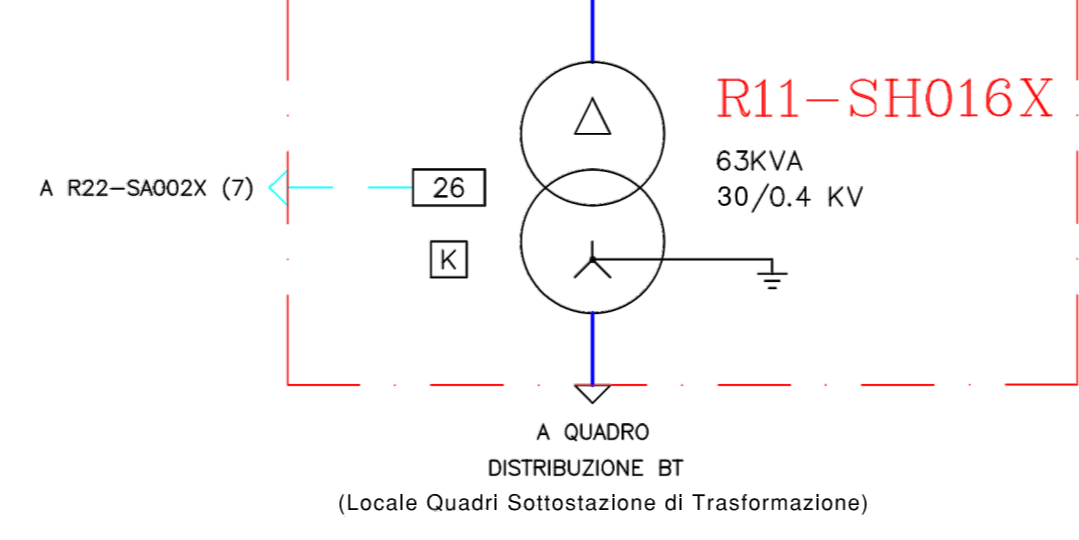 R11-SH016X
63KVA
30/0.4 KV
A R22-SA002X (7)
26
K
A QUADRO
DISTRIBUZIONE BT
(Locale Quadri Sottostazione di Trasformazione)